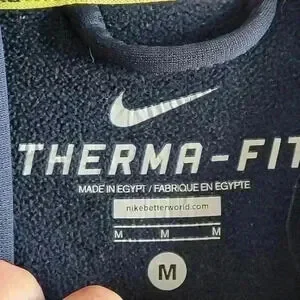 THERMA-FIT
MADE IN EGYPT / FABRIQUE EN EGYPTE
nikebetterworld.com
M M M
M